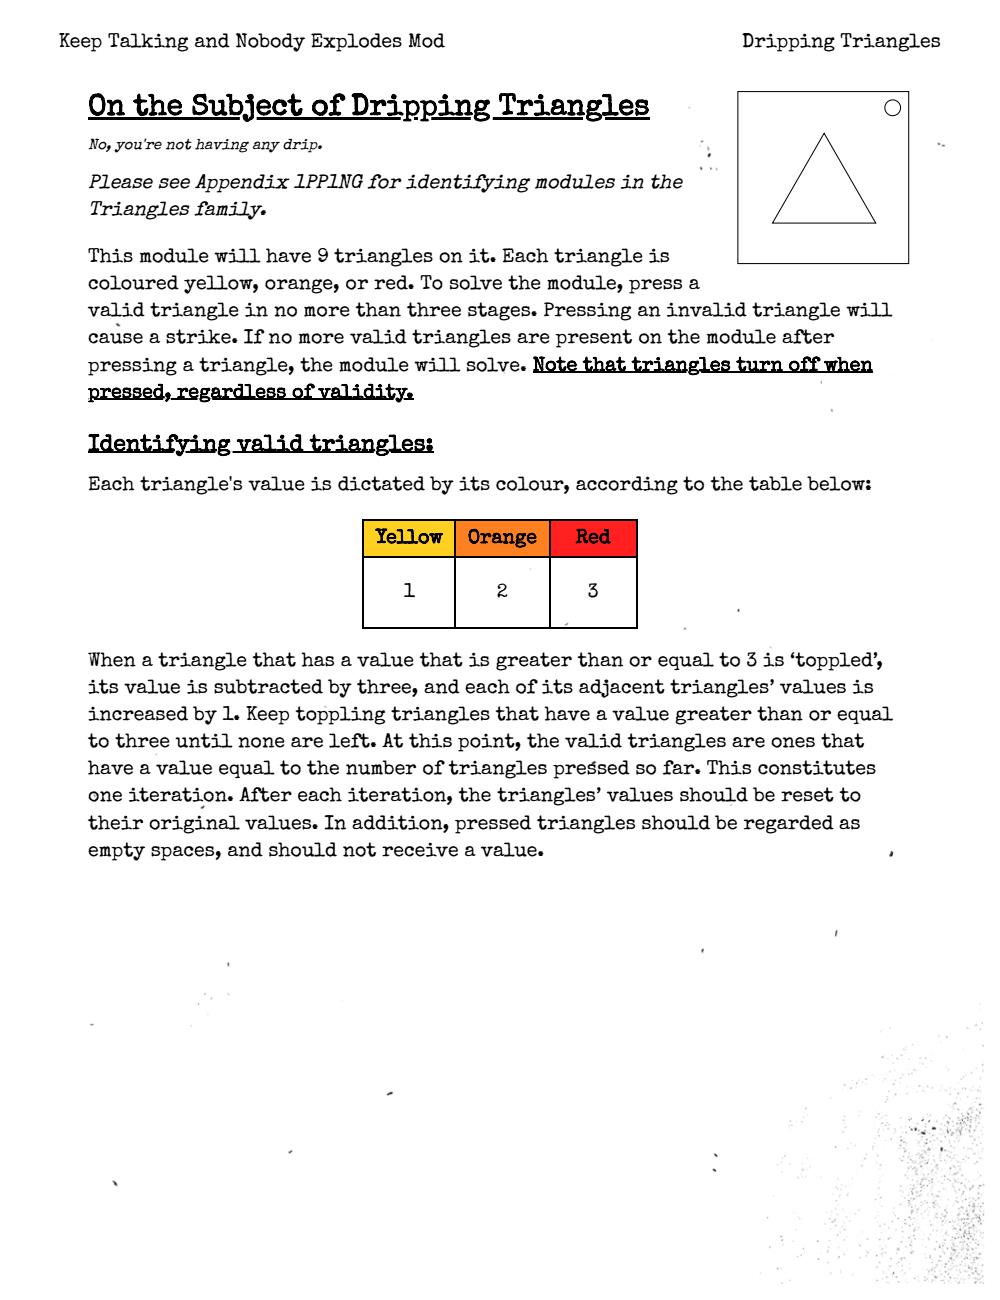 Keep Talking and Nobody Explodes Mod
Dripping Triangles
On the Subject of Dripping Triangles
No, you're not having any drip.
Please see Appendix 1PP1NG for identifying modules in the
Triangles family.
This module will have 9 triangles on it. Each triangle is
coloured yellow, orange, or red. To solve the module, press a
valid triangle in no more than three stages. Pressing an invalid triangle will
cause a strike. If no more valid triangles are present on the module after
pressing a triangle, the module will solve. Note that triangles turn off when
pressed, regardless of validity.
Identifying valid triangles:
Each triangle's value is dictated by its colour, according to the table below:
Yellow Orange Red
1 2 3
When a triangle that has a value that is greater than or equal to 3 is ‘toppled’,
its value is subtracted by three, and each of its adjacent triangles’ values is
increased by 1. Keep toppling triangles that have a value greater than or equal
to three until none are left. At this point, the valid triangles are ones that
have a value equal to the number of triangles pressed so far. This constitutes
one iteration. After each iteration, the triangles’ values should be reset to
their original values. In addition, pressed triangles should be regarded as
empty spaces, and should not receive a value.